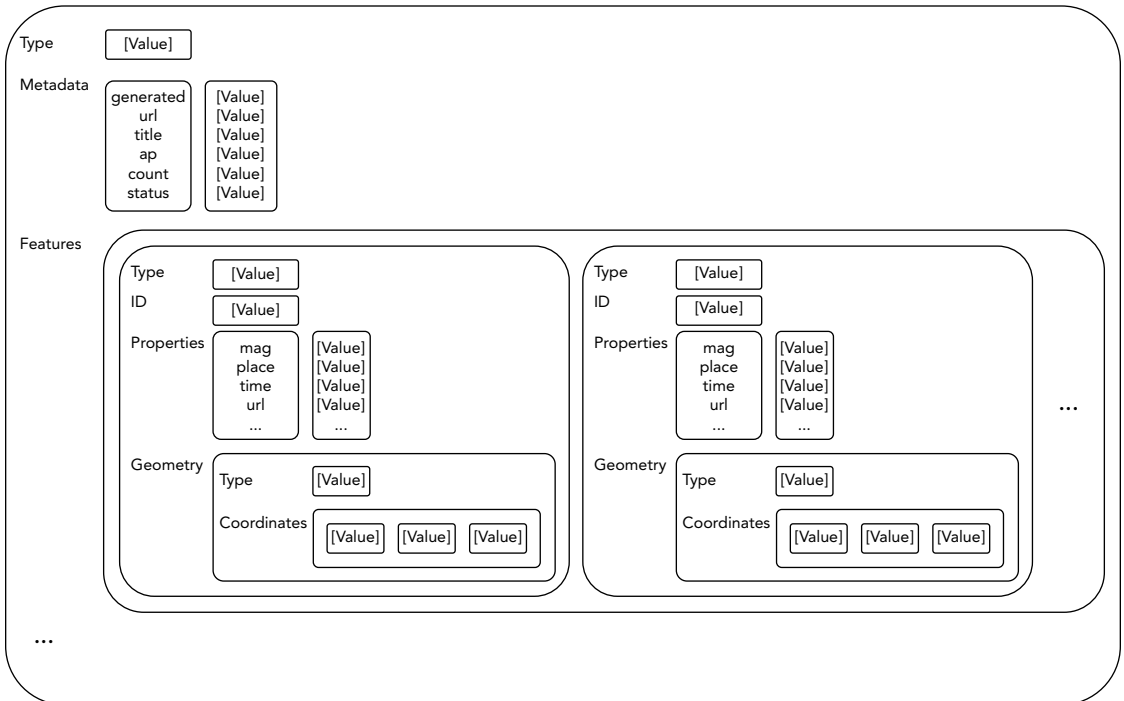 Type [Value]
Metadata
generated [Value]
url [Value]
title [Value]
ap [Value]
count [Value]
status [Value]
Features
Type [Value]
ID [Value]
Properties
mag [Value]
place [Value]
time [Value]
url [Value]
... ...
Geometry
Type [Value]
Coordinates
[Value] [Value] [Value]
Type [Value]
ID [Value]
Properties
mag [Value]
place [Value]
time [Value]
url [Value]
... ...
Geometry
Type [Value]
Coordinates
[Value] [Value] [Value]
...
...